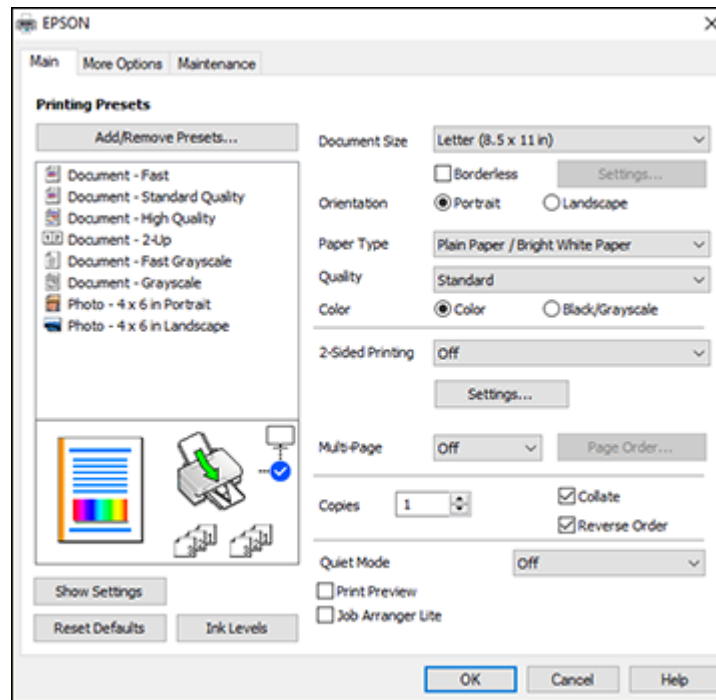 EPSON
Main More Options Maintenance
Printing Presets
Add/Remove Presets...
Document - Fast
Document - Standard Quality
Document - High Quality
Document - 2-Up
Document - Fast Grayscale
Document - Grayscale
Photo - 4 x 6 in Portrait
Photo - 4 x 6 in Landscape
Show Settings
Reset Defaults Ink Levels
Document Size Letter (8.5 x 11 in)
Borderless Settings...
Orientation Portrait Landscape
Paper Type Plain Paper / Bright White Paper
Quality Standard
Color Color Black/Grayscale
2-Sided Printing Off
Settings...
Multi-Page Off Page Order...
Copies 1 Collate
Reverse Order
Quiet Mode Off
Print Preview
Job Arranger Lite
OK Cancel Help